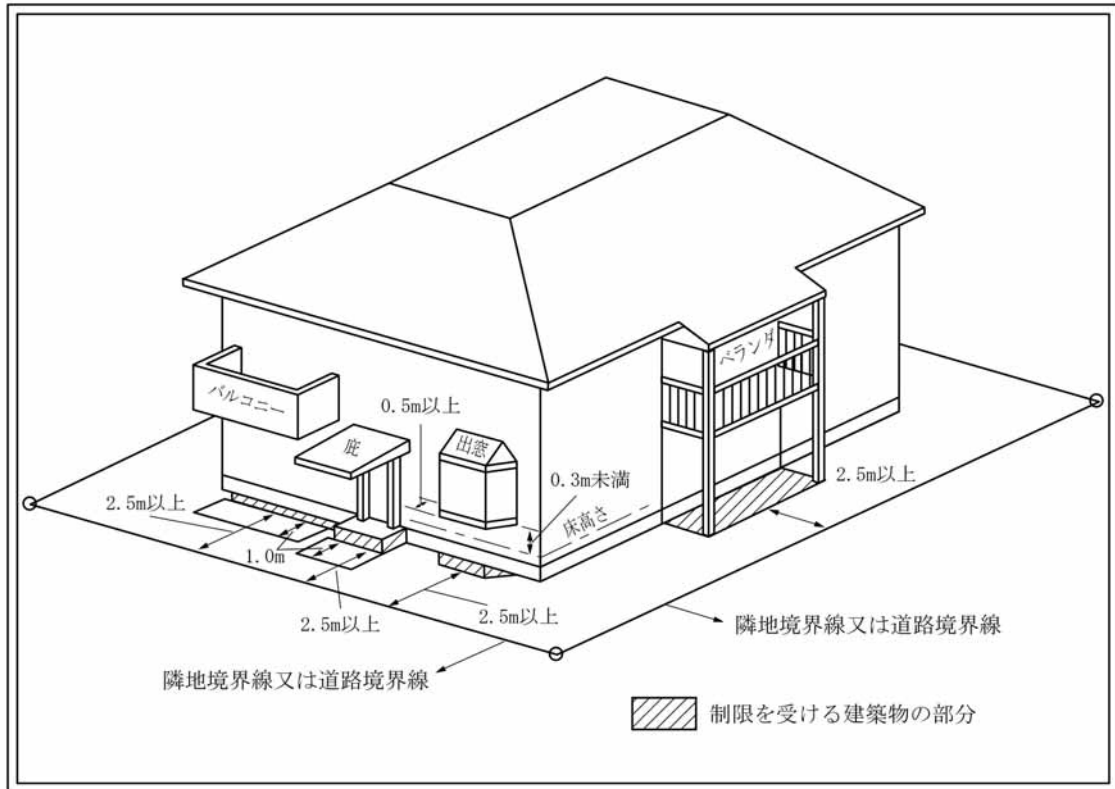 ベランダ
バルコニー
0.5m以上
庇
出窓
0.3m未満
2.5m以上
床高さ
2.5m以上
1.0m
2.5m以上
2.5m以上
隣地境界線又は道路境界線
隣地境界線又は道路境界線
制限を受ける建築物の部分